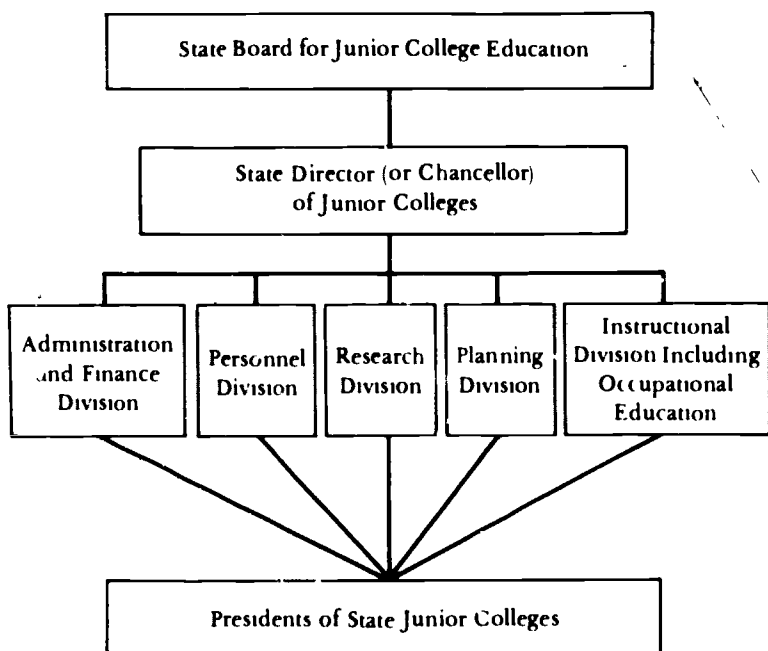 State Board for Junior College Education
State Director (or Chancellor)
of Junior Colleges
Administration
and Finance
Division
Personnel
Division
Research
Division
Planning
Division
Instructional
Division Including
Occupational
Education
Presidents of State Junior Colleges